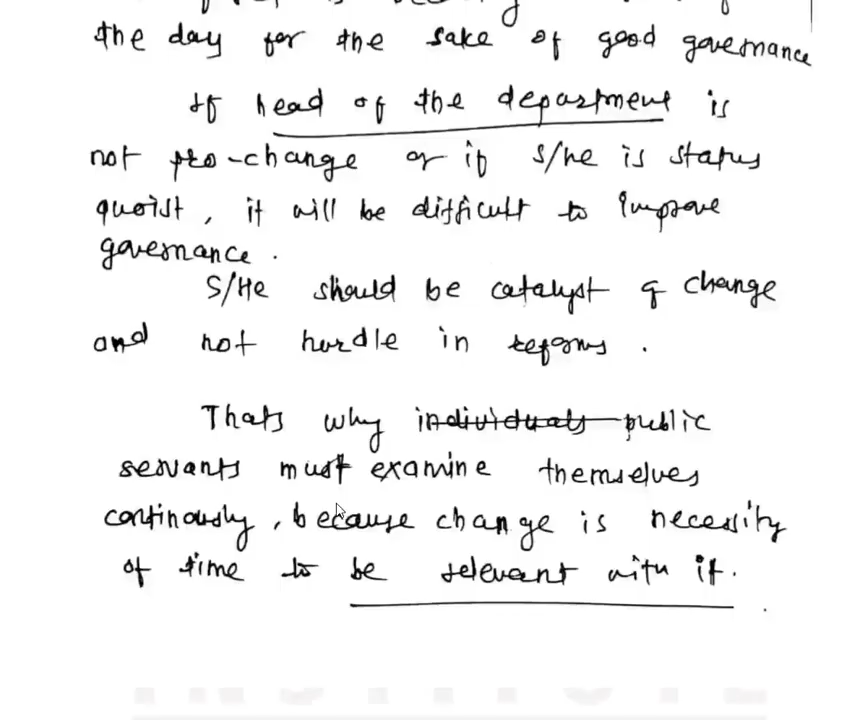 the day for the sake of good governance
If head of the department is
not pro-change or if s/he is status
quoist, it will be difficult to improve
governance.
S/He should be catalyst of change
and not hurdle in reforms.
Thats why individuals public
servants must examine themselves
continously, because change is necessity
of time to be relevant with it.